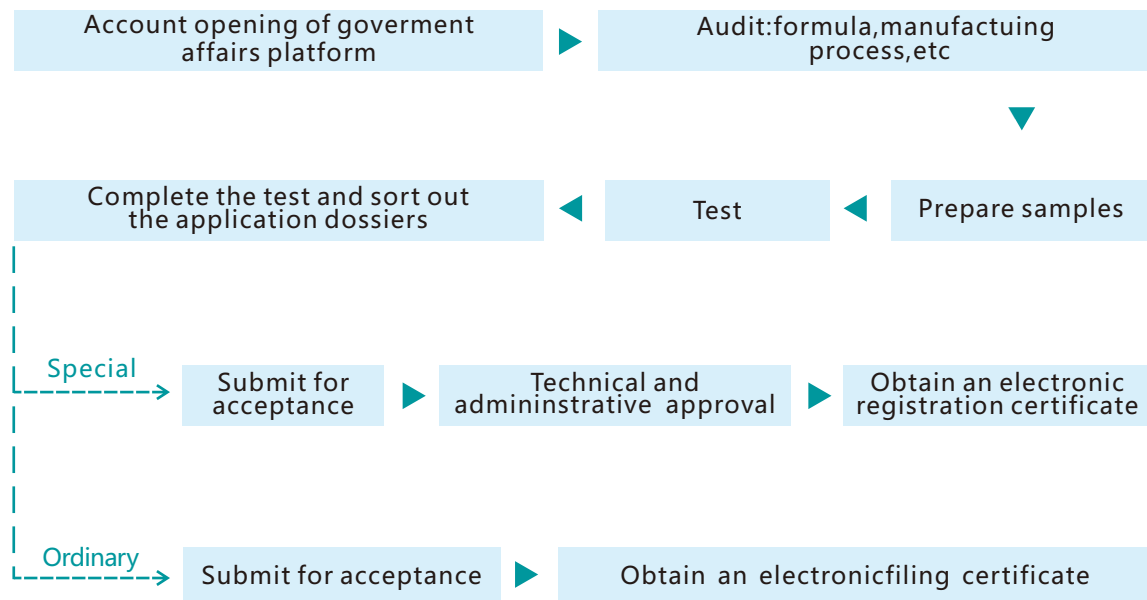 Account opening of goverment
affairs platform
Audit:formula,manufactuing
process,etc
Complete the test and sort out
the application dossiers
Test
Prepare samples
Special
Submit for
acceptance
Technical and
admininstrative approval
Obtain an electronic
registration certificate
Ordinary
Submit for acceptance
Obtain an electronicfiling certificate